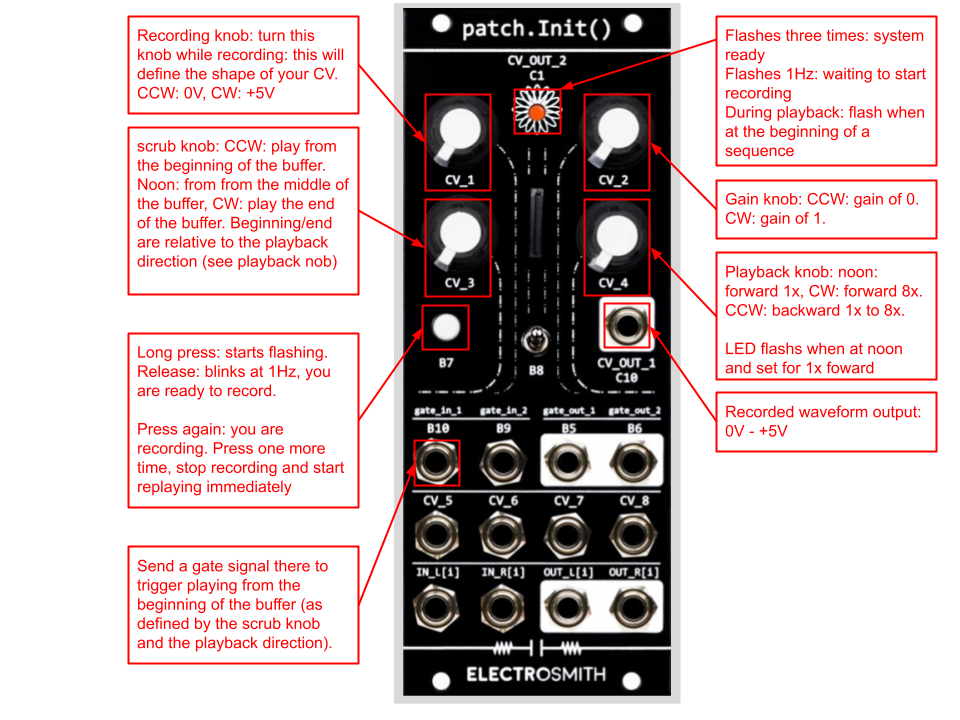 Recording knob: turn this
knob while recording: this will
define the shape of your CV.
CCW: 0V, CW: +5V
scrub knob: CCW: play from
the beginning of the buffer.
Noon: from from the middle of
the buffer, CW: play the end
of the buffer. Beginning/end
are relative to the playback
direction (see playback nob)
Long press: starts flashing.
Release: blinks at 1Hz, you
are ready to record.
Press again: you are
recording. Press one more
time, stop recording and start
replaying immediately
Send a gate signal there to
trigger playing from the
beginning of the buffer (as
defined by the scrub knob
and the playback direction).
patch.Init()
CV_OUT_2
C1
CV_1 CV_2
CV_3 CV_4
B7 B8 CV_OUT_1
C10
gate_in_1 gate_in_2 gate_out_1 gate_out_2
B10 B9 B5 B6
CV_5 CV_6 CV_7 CV_8
IN_L[i] IN_R[i] OUT_L[i] OUT_R[i]
ELECTROSMITH
Flashes three times: system
ready
Flashes 1Hz: waiting to start
recording
During playback: flash when
at the beginning of a
sequence
Gain knob: CCW: gain of 0.
CW: gain of 1.
Playback knob: noon:
forward 1x, CW: forward 8x.
CCW: backward 1x to 8x.
LED flashs when at noon
and set for 1x foward
Recorded waveform output:
0V - +5V